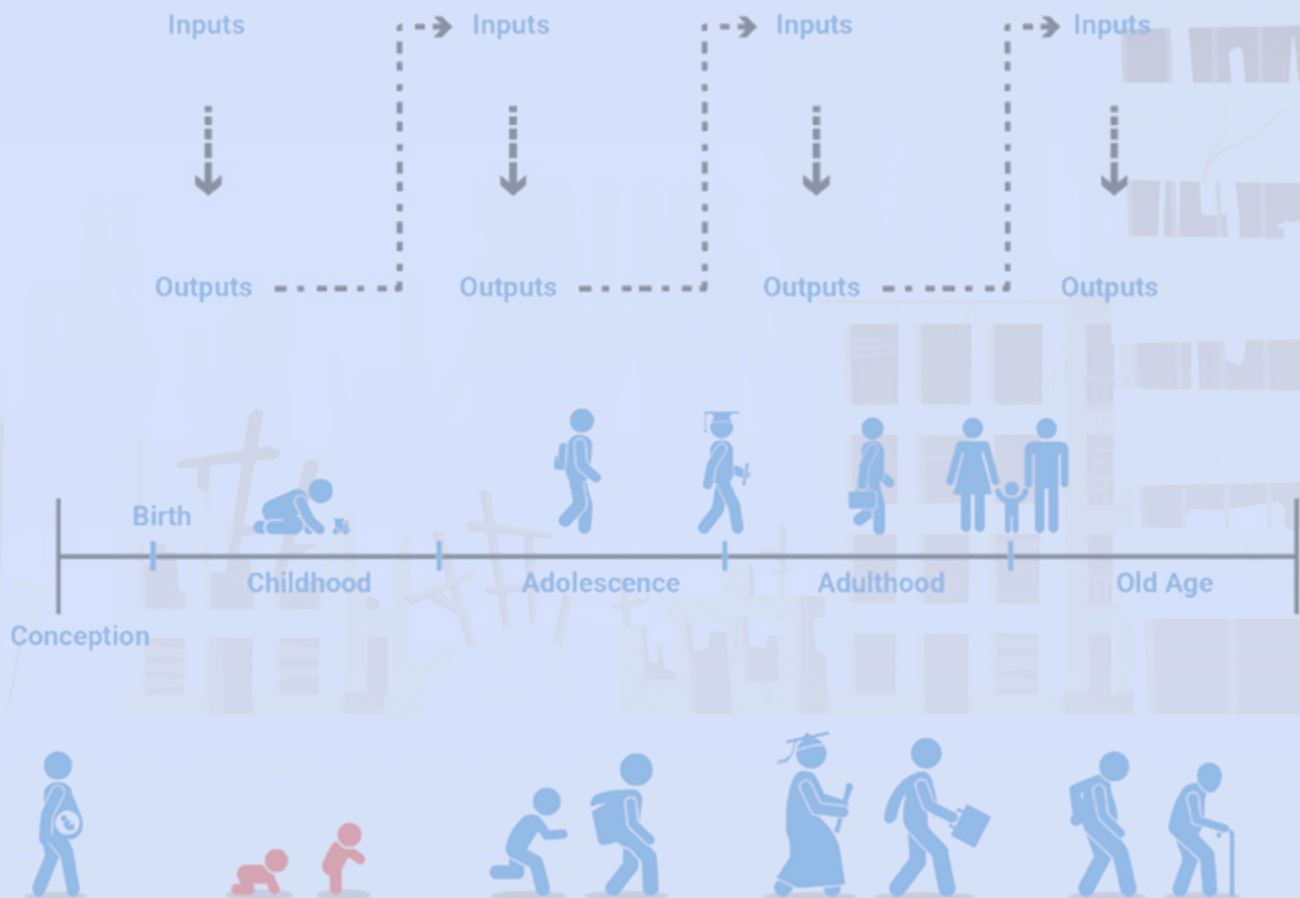 Inputs
Inputs
Inputs
Inputs
Outputs
Outputs
Outputs
Outputs
Birth
Childhood
Adolescence
Adulthood
Old Age
Conception